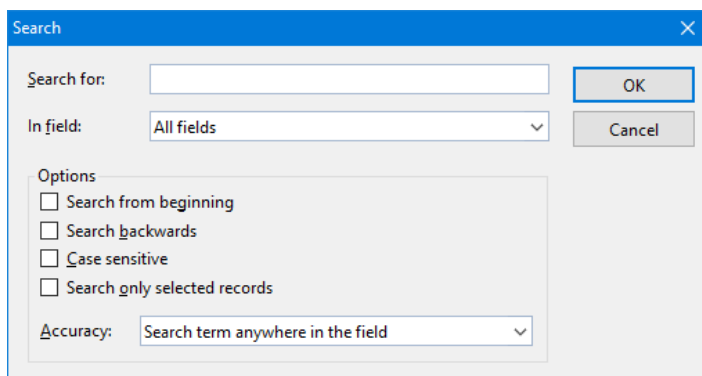 Search
Search for:
OK
In field:
All fields
Cancel
Options
Search from beginning
Search backwards
Case sensitive
Search only selected records
Accuracy:
Search term anywhere in the field